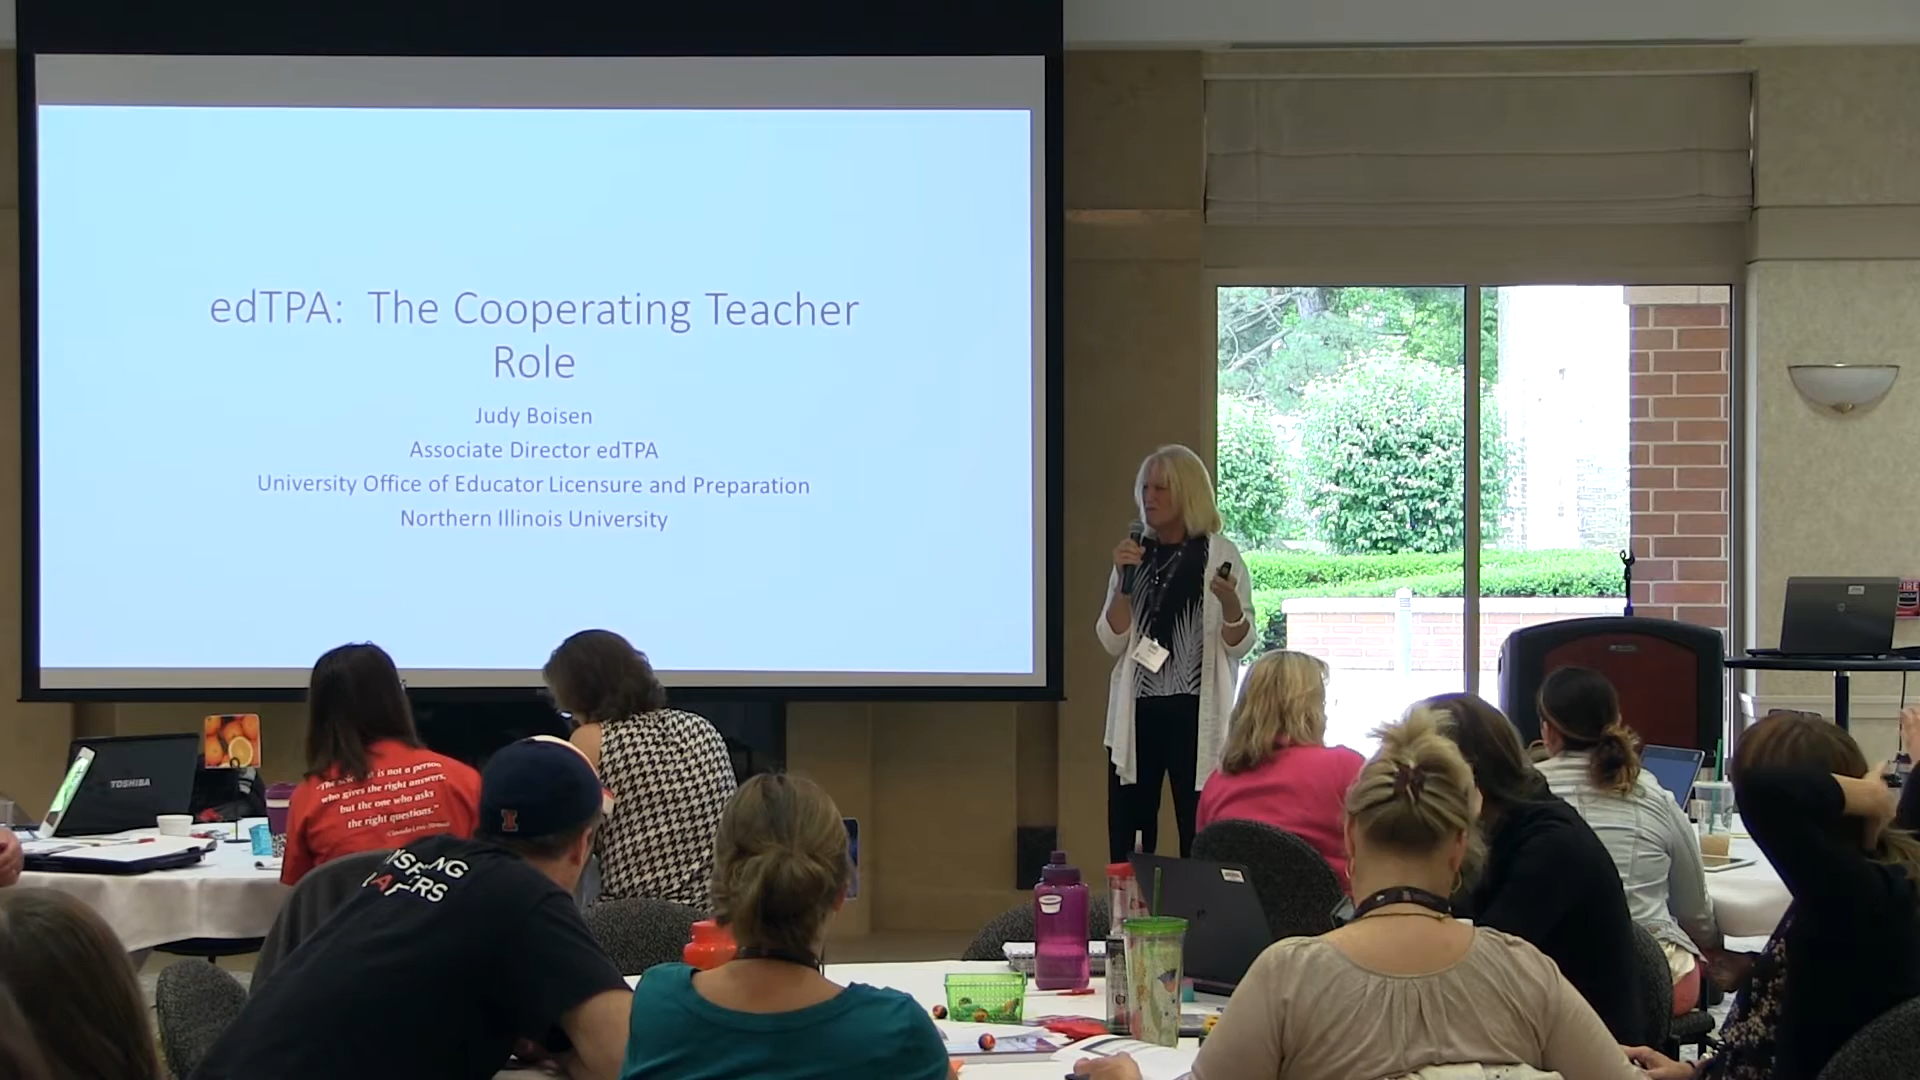 edTPA: The Cooperating Teacher
Role
Judy Boisen
Associate Director edTPA
University Office of Educator Licensure and Preparation
Northern Illinois University
TOSHIBA
is not a person
who gives the right answers,
but the one who asks
the right questions."
I